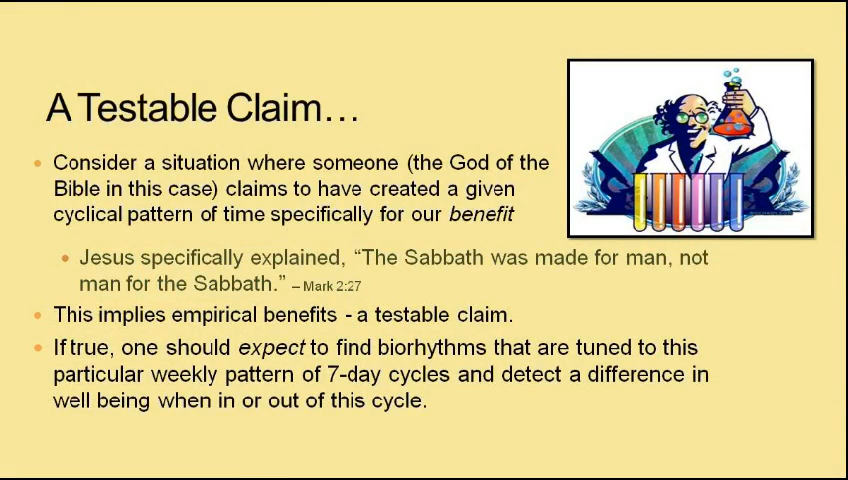 A Testable Claim…
Consider a situation where someone (the God of the
Bible in this case) claims to have created a given
cyclical pattern of time specifically for our benefit
Jesus specifically explained, “The Sabbath was made for man, not
man for the Sabbath.” – Mark 2:27
This implies empirical benefits - a testable claim.
If true, one should expect to find biorhythms that are tuned to this
particular weekly pattern of 7-day cycles and detect a difference in
well being when in or out of this cycle.